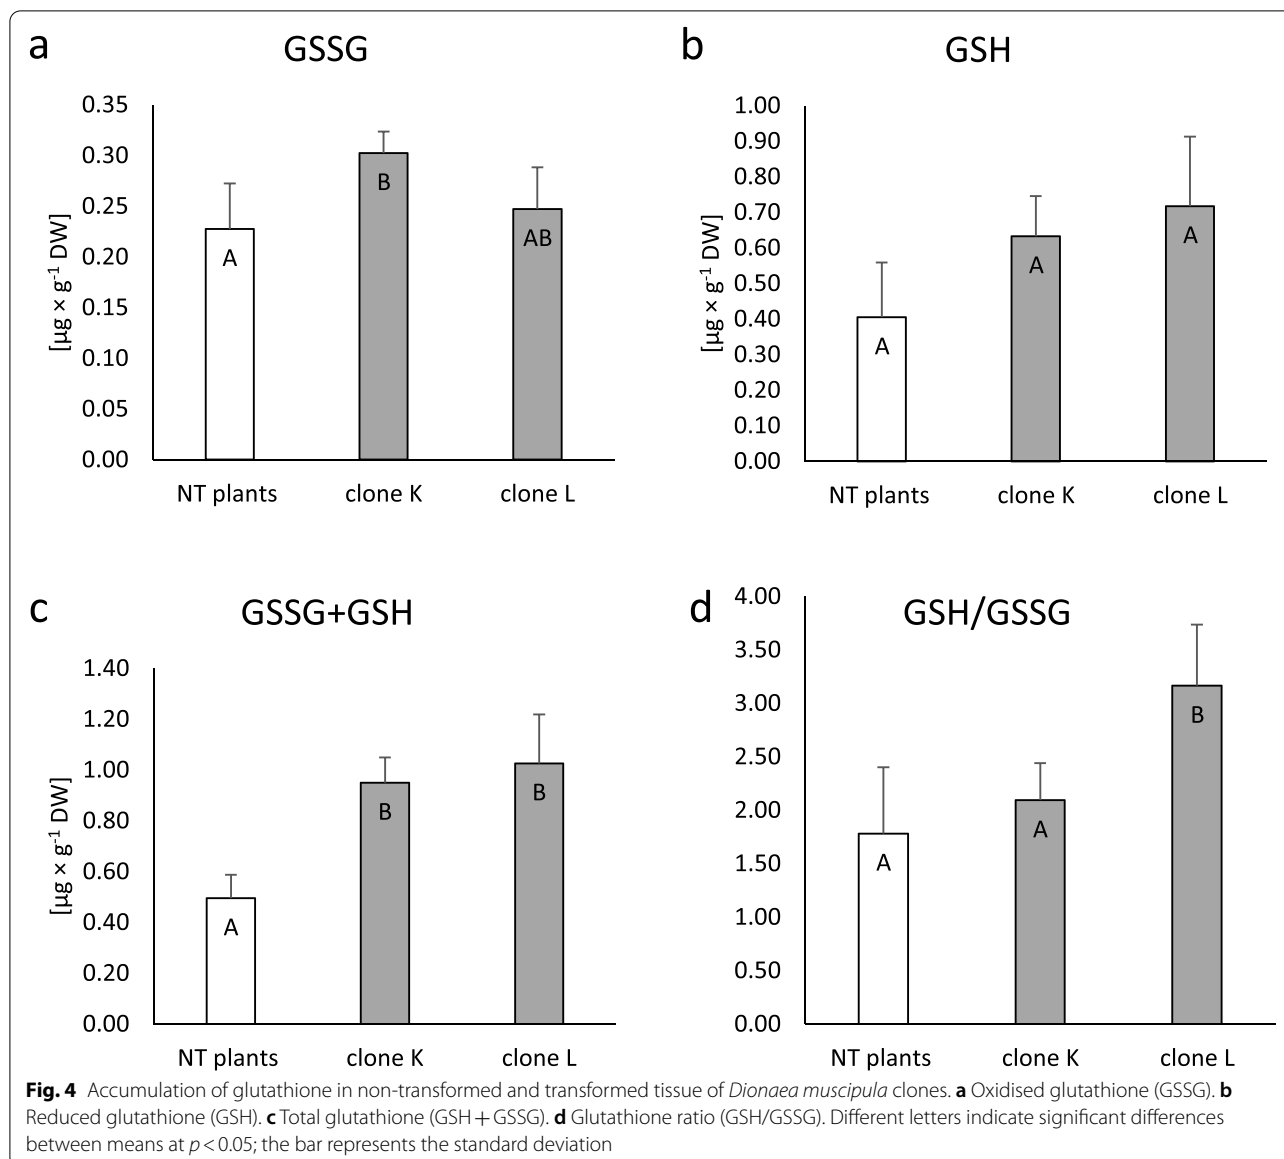 a
GSSG
0.35
0.30
0.25
0.20
0.15
0.10
0.05
0.00
[µg × g⁻¹ DW]
A
B
AB
NT plants clone K clone L
b
GSH
1.00
0.90
0.80
0.70
0.60
0.50
0.40
0.30
0.20
0.10
0.00
[µg × g⁻¹ DW]
A
A
A
NT plants clone K clone L
c
GSSG+GSH
1.40
1.20
1.00
0.80
0.60
0.40
0.20
0.00
[µg × g⁻¹ DW]
A
B
B
NT plants clone K clone L
d
GSH/GSSG
4.00
3.50
3.00
2.50
2.00
1.50
1.00
0.50
0.00
A
A
B
NT plants clone K clone L
Fig. 4 Accumulation of glutathione in non-transformed and transformed tissue of Dionaea muscipula clones. a Oxidised glutathione (GSSG). b
Reduced glutathione (GSH). c Total glutathione (GSH + GSSG). d Glutathione ratio (GSH/GSSG). Different letters indicate significant differences
between means at p < 0.05; the bar represents the standard deviation